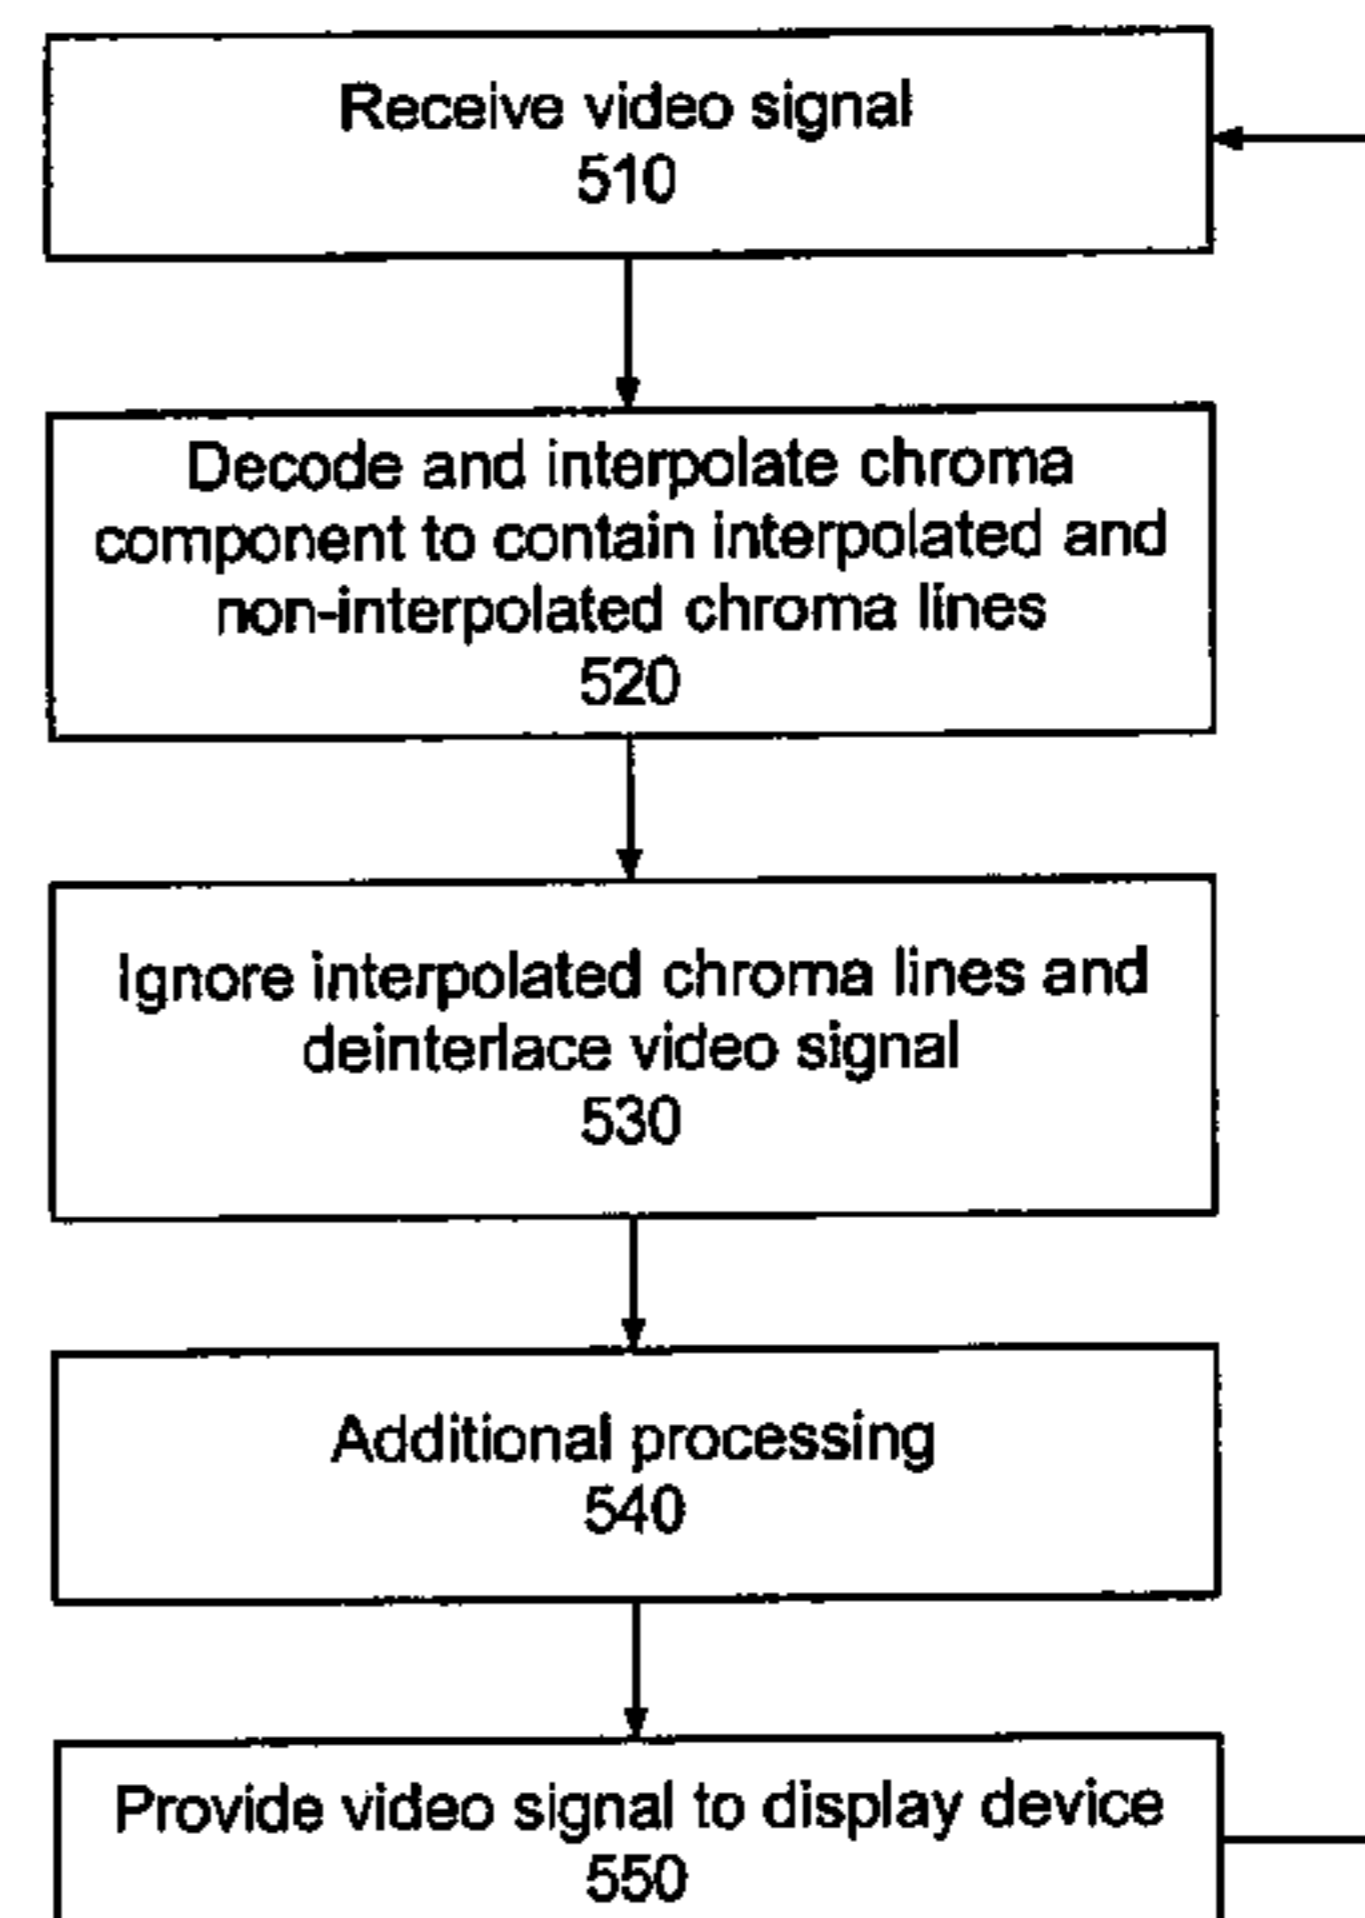 Receive video signal
510
Decode and interpolate chroma
component to contain interpolated and
non-interpolated chroma lines
520
Ignore interpolated chroma lines and
deinterlace video signal
530
Additional processing
540
Provide video signal to display device
550